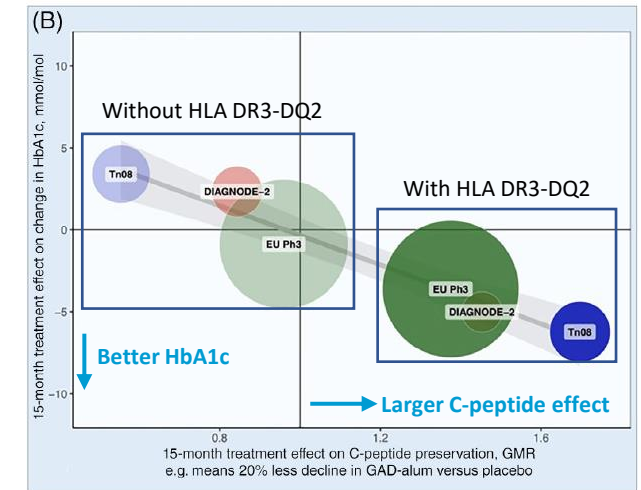 (B)
15-month treatment effect on change in HbA1c, mmol/mol
10
5
0
−5
−10
Without HLA DR3-DQ2
Tn08
DIAGNODE−2
EU Ph3
With HLA DR3-DQ2
EU Ph3
DIAGNODE−2
Tn08
Better HbA1c
Larger C-peptide effect
0.8
1.2
1.6
15-month treatment effect on C-peptide preservation, GMR
e.g. means 20% less decline in GAD-alum versus placebo